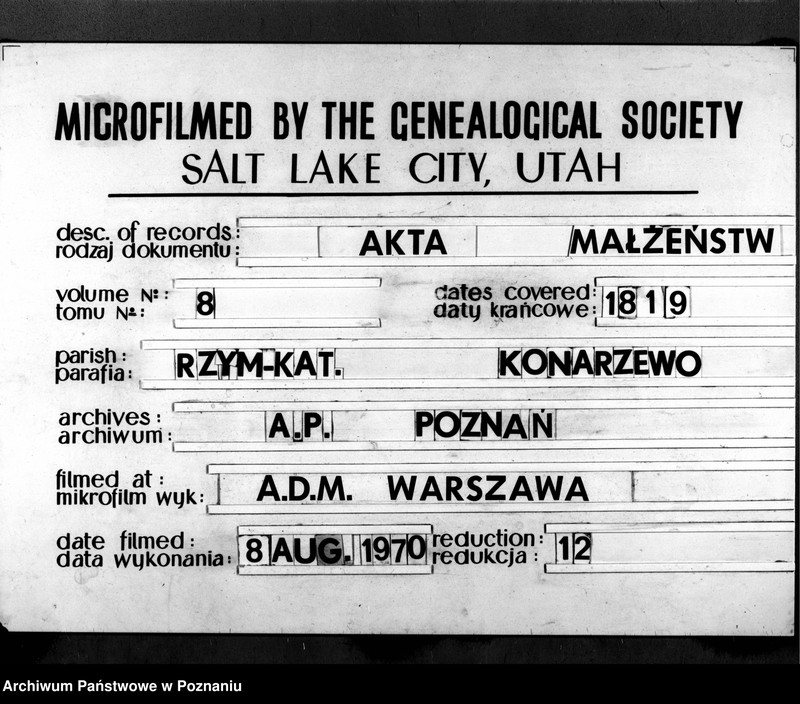 MICROFILMED BY THE GENEALOGICAL SOCIETY
SALT LAKE CITY, UTAH
desc. of records:
rodzaj dokumentu: AKTA MAŁŻEŃSTW
volume №: 8 dates covered: 1819
tomu №: daty krańcowe:
parish: RZYM-KAT. KONARZEWO
parafia:
archives: A.P. POZNAŃ
archiwum:
filmed at: A.D.M. WARSZAWA
mikrofilm wyk:
date filmed: 8 AUG. 1970 reduction: 12
data wykonania: redukcja:
Archiwum Państwowe w Poznaniu